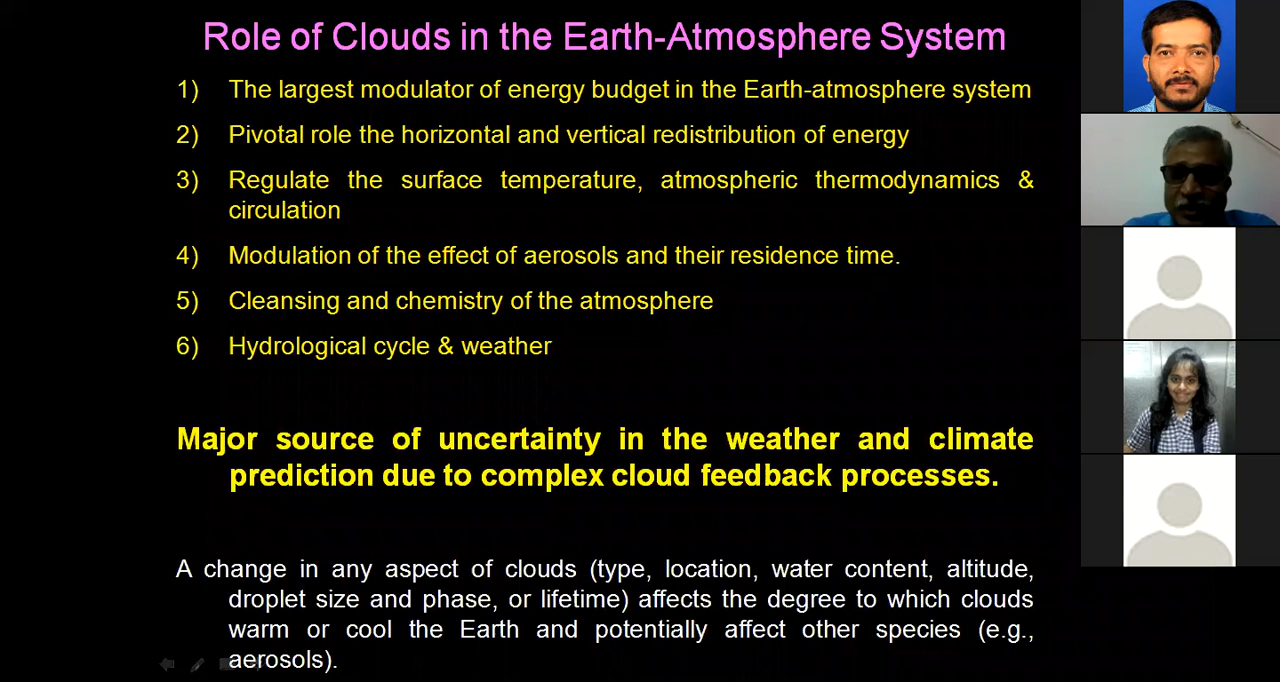 Role of Clouds in the Earth-Atmosphere System
1) The largest modulator of energy budget in the Earth-atmosphere system
2) Pivotal role the horizontal and vertical redistribution of energy
3) Regulate the surface temperature, atmospheric thermodynamics &
circulation
4) Modulation of the effect of aerosols and their residence time.
5) Cleansing and chemistry of the atmosphere
6) Hydrological cycle & weather
Major source of uncertainty in the weather and climate
prediction due to complex cloud feedback processes.
A change in any aspect of clouds (type, location, water content, altitude,
droplet size and phase, or lifetime) affects the degree to which clouds
warm or cool the Earth and potentially affect other species (e.g.,
aerosols).